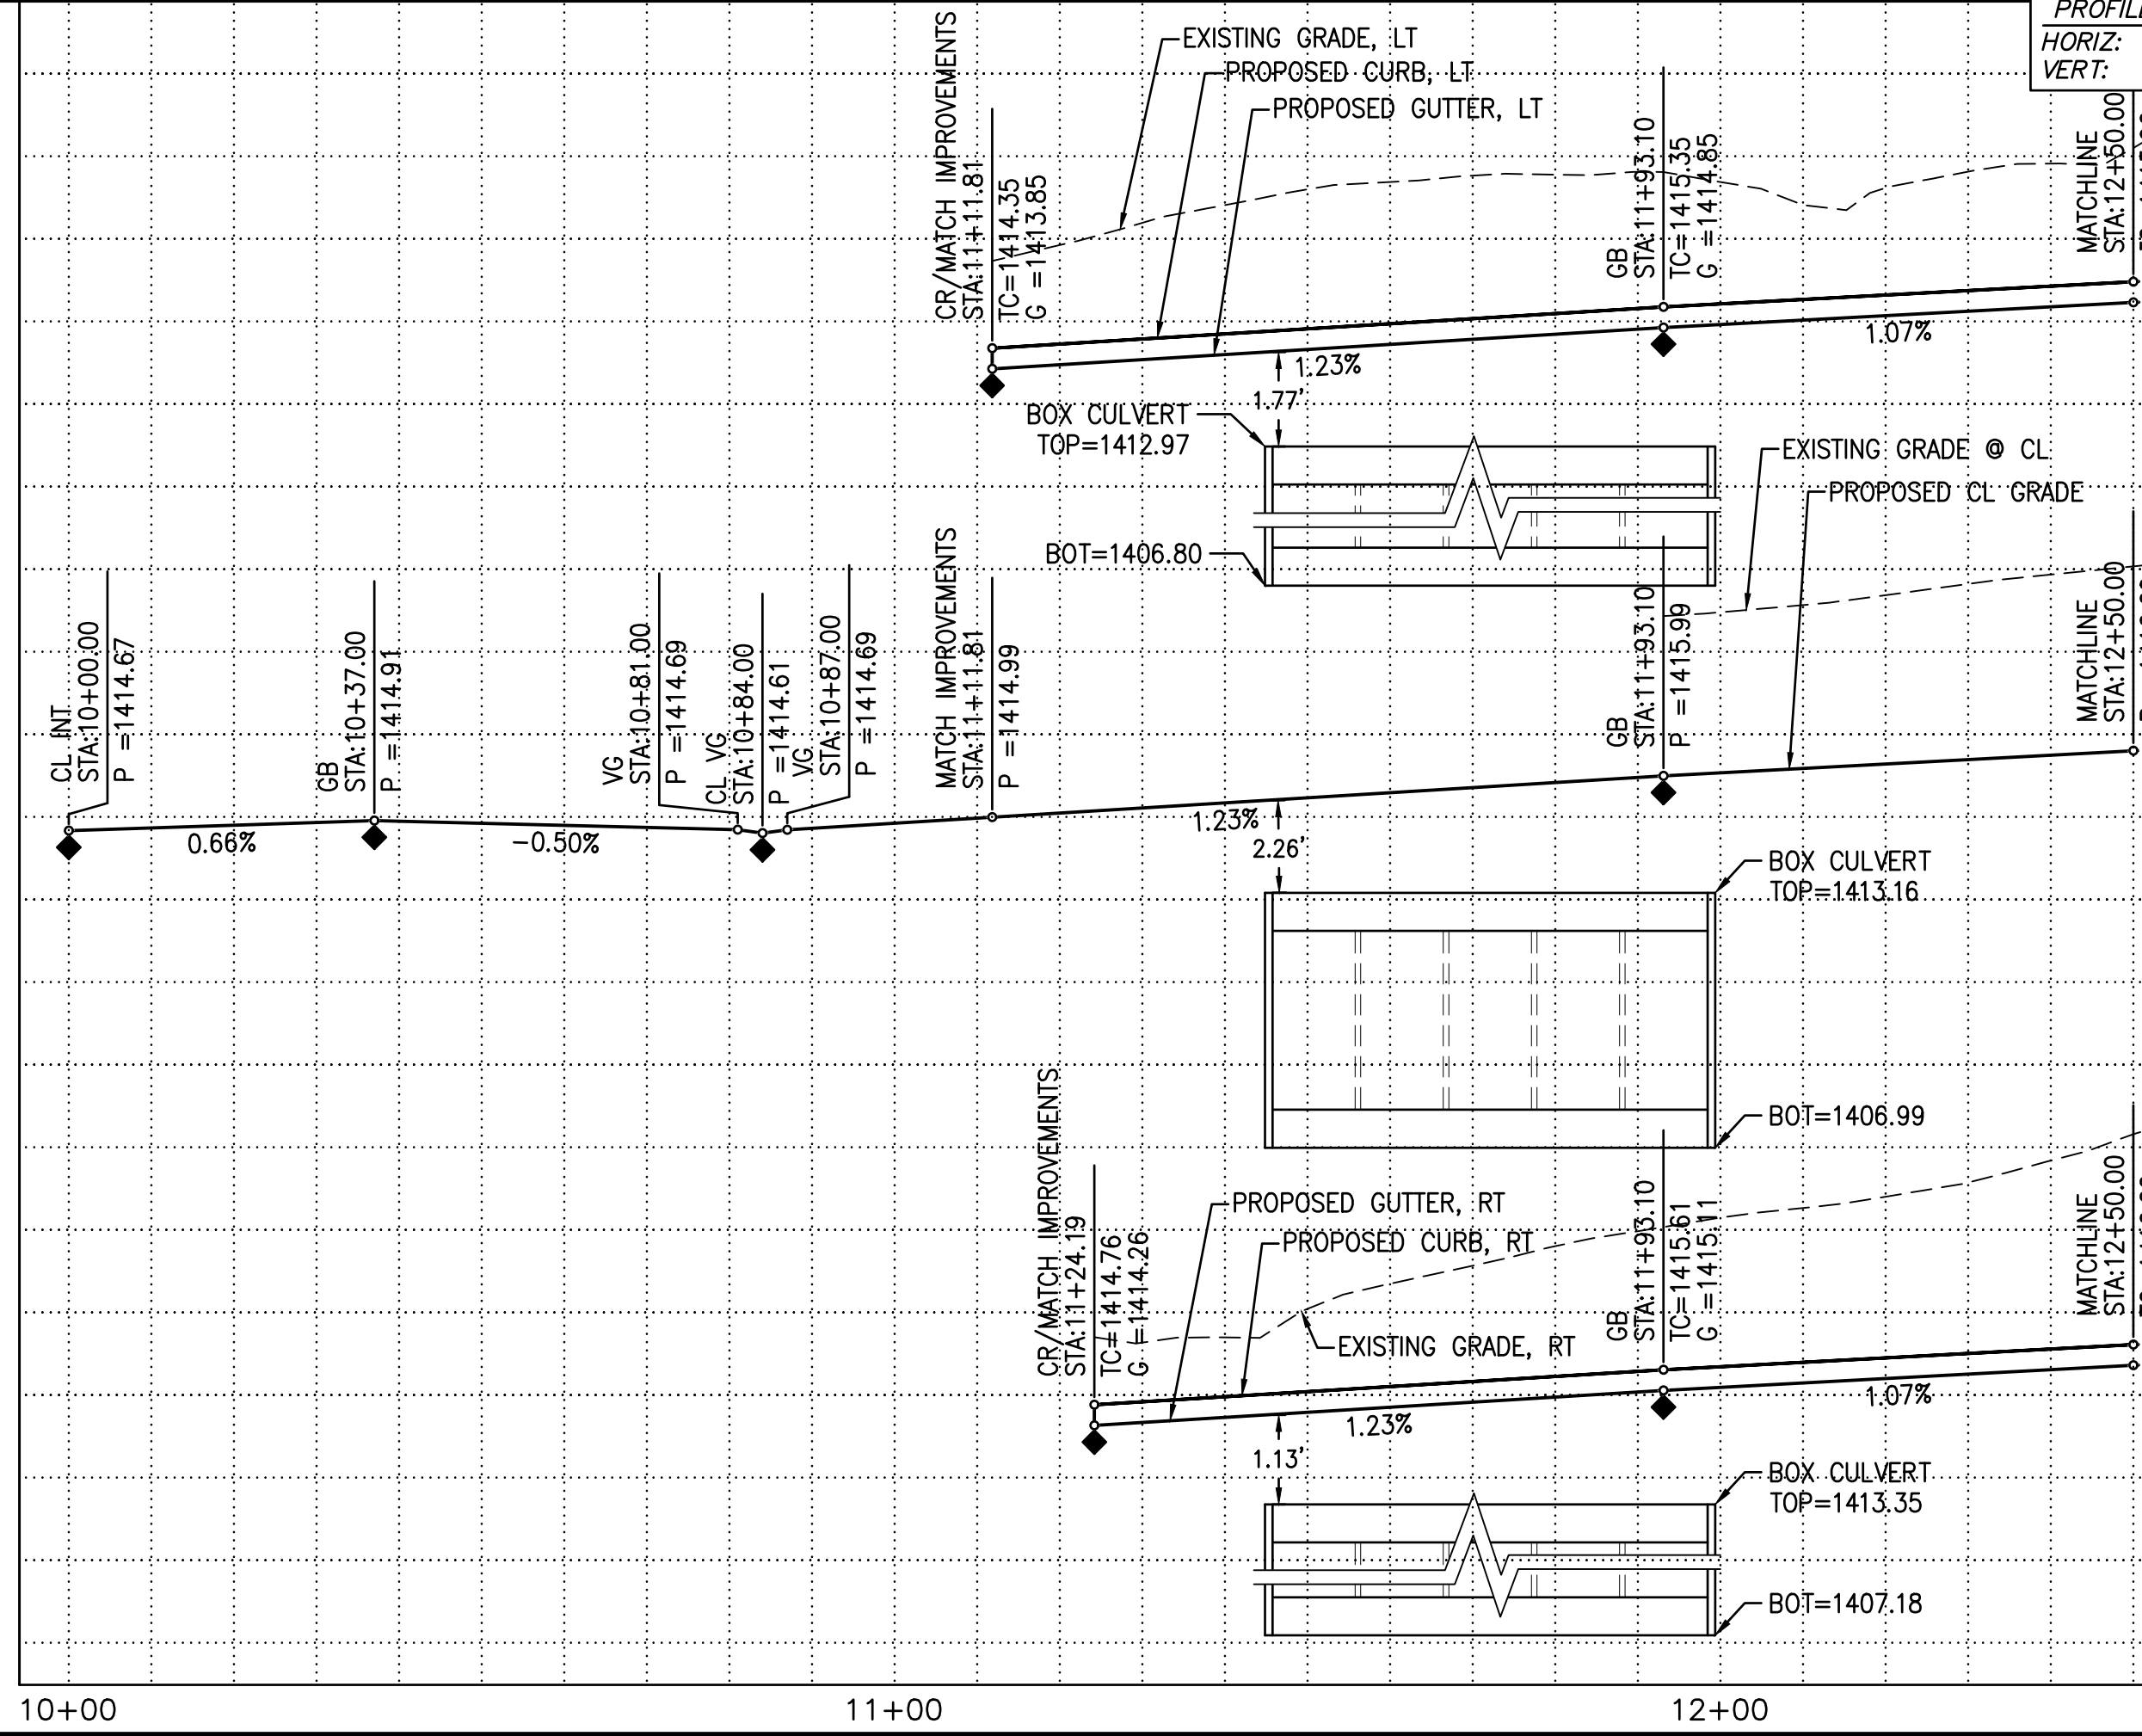 PROFILE
HORIZ:
VERT:
EXISTING GRADE, LT
PROPOSED CURB, LT
PROPOSED GUTTER, LT
CR/MATCH IMPROVEMENTS
STA:11+11.81
TC=1414.35
G =1413.85
GB
STA:11+93.10
TC=1415.35
G =1414.85
MATCHLINE
STA:12+50.00
1.23%
1.07%
1.77'
BOX CULVERT
TOP=1412.97
BOT=1406.80
EXISTING GRADE @ CL
PROPOSED CL GRADE
CL INT
STA:10+00.00
P =1414.67
GB
STA:10+37.00
P =1414.91
VG
STA:10+81.00
P =1414.69
CL VG
STA:10+84.00
P =1414.61
VG
STA:10+87.00
P =1414.69
MATCH IMPROVEMENTS
STA:11+11.81
P =1414.99
GB
STA:11+93.10
P =1415.99
MATCHLINE
STA:12+50.00
0.66%
-0.50%
1.23%
2.26'
BOX CULVERT
TOP=1413.16
BOT=1406.99
CR/MATCH IMPROVEMENTS
STA:11+24.19
TC=1414.76
G =1414.26
PROPOSED GUTTER, RT
PROPOSED CURB, RT
EXISTING GRADE, RT
GB
STA:11+93.10
TC=1415.61
G =1415.11
MATCHLINE
STA:12+50.00
1.23%
1.07%
1.13'
BOX CULVERT
TOP=1413.35
BOT=1407.18
10+00
11+00
12+00